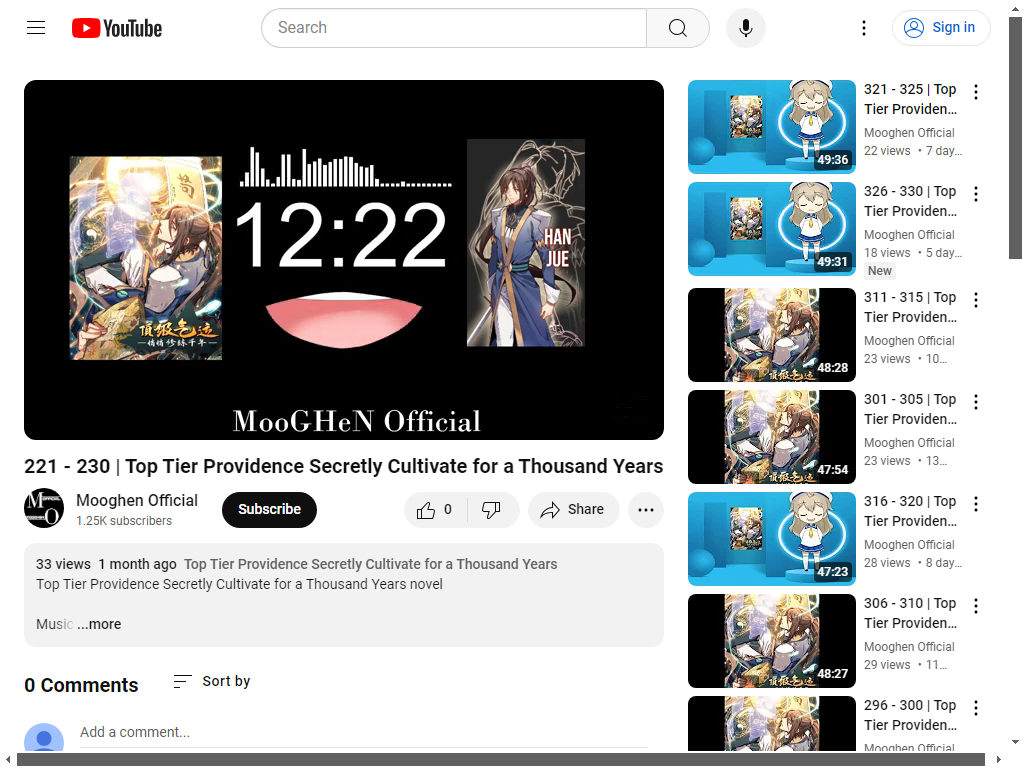 YouTube
Search
Sign in
12:22
HAN
JUE
頂級氣運
悄悄修練千年
MooGHeN Official
221 - 230 | Top Tier Providence Secretly Cultivate for a Thousand Years
Mooghen Official
1.25K subscribers
Subscribe
0
Share
33 views 1 month ago Top Tier Providence Secretly Cultivate for a Thousand Years
Top Tier Providence Secretly Cultivate for a Thousand Years novel
Music ...more
0 Comments
Sort by
Add a comment...
321 - 325 | Top
Tier Providen...
Mooghen Official
22 views • 7 day...
49:36
326 - 330 | Top
Tier Providen...
Mooghen Official
18 views • 5 day...
New
49:31
311 - 315 | Top
Tier Providen...
Mooghen Official
23 views • 10...
48:28
301 - 305 | Top
Tier Providen...
Mooghen Official
23 views • 13...
47:54
316 - 320 | Top
Tier Providen...
Mooghen Official
28 views • 8 day...
47:23
306 - 310 | Top
Tier Providen...
Mooghen Official
29 views • 11...
48:27
296 - 300 | Top
Tier Providen...
Mooghen Official